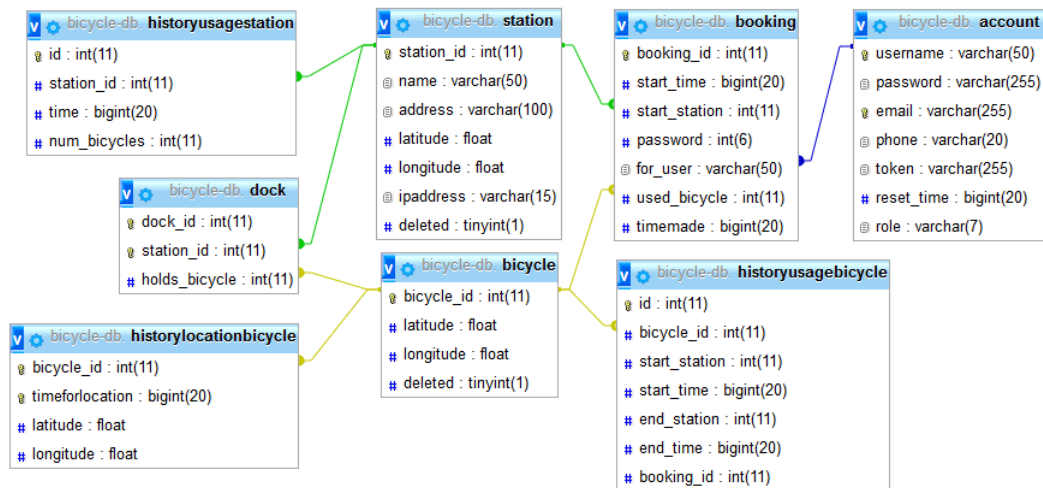 bicycle-db. historyusagestation
id : int(11)
station_id : int(11)
time : bigint(20)
num_bicycles : int(11)
bicycle-db. station
station_id : int(11)
name : varchar(50)
address : varchar(100)
latitude : float
longitude : float
ipaddress : varchar(15)
deleted : tinyint(1)
bicycle-db. booking
booking_id : int(11)
start_time : bigint(20)
start_station : int(11)
password : int(6)
for_user : varchar(50)
used_bicycle : int(11)
timemade : bigint(20)
bicycle-db. account
username : varchar(50)
password : varchar(255)
email : varchar(255)
phone : varchar(20)
token : varchar(255)
reset_time : bigint(20)
role : varchar(7)
bicycle-db. dock
dock_id : int(11)
station_id : int(11)
holds_bicycle : int(11)
bicycle-db. bicycle
bicycle_id : int(11)
latitude : float
longitude : float
deleted : tinyint(1)
bicycle-db. historyusagebicycle
id : int(11)
bicycle_id : int(11)
start_station : int(11)
start_time : bigint(20)
end_station : int(11)
end_time : bigint(20)
booking_id : int(11)
bicycle-db. historylocationbicycle
bicycle_id : int(11)
timeforlocation : bigint(20)
latitude : float
longitude : float